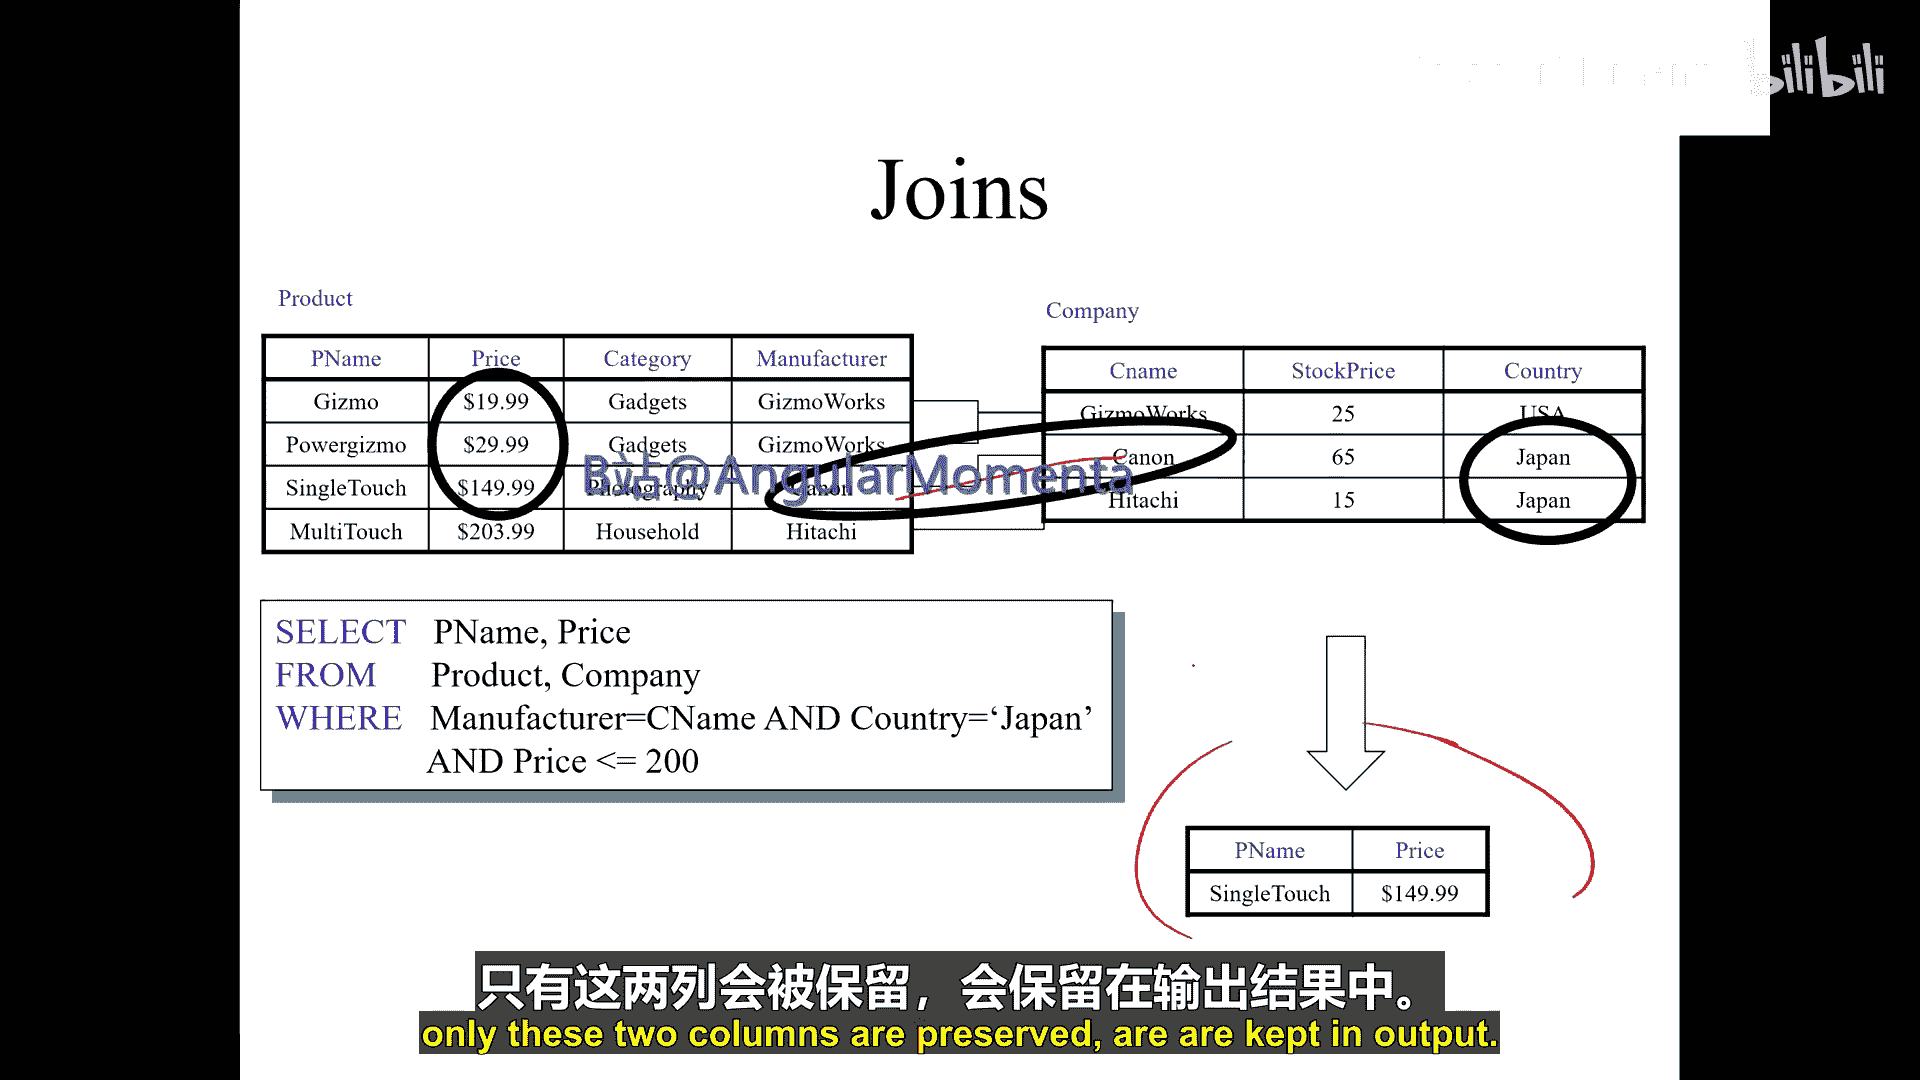 bilibili
Joins
Product
Company
PName Price Category Manufacturer
Gizmo $19.99 Gadgets GizmoWorks
Powergizmo $29.99 Gadgets GizmoWorks
SingleTouch $149.99 Photography Canon
MultiTouch $203.99 Household Hitachi
Cname StockPrice Country
GizmoWorks 25 USA
Canon 65 Japan
Hitachi 15 Japan
B站@AngularMomenta
SELECT PName, Price
FROM Product, Company
WHERE Manufacturer=CName AND Country=‘Japan’
AND Price <= 200
PName Price
SingleTouch $149.99
只有这两列会被保留，会保留在输出结果中。
only these two columns are preserved, are are kept in output.